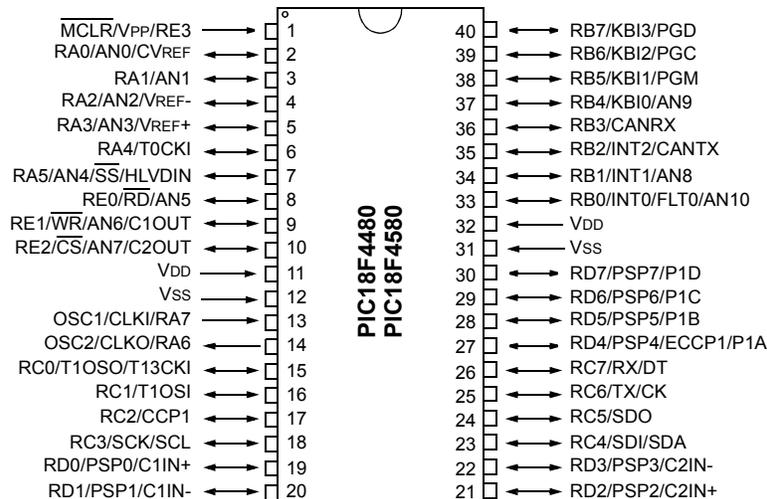 MCLR/VPP/RE3 1
RA0/AN0/CVREF 2
RA1/AN1 3
RA2/AN2/VREF- 4
RA3/AN3/VREF+ 5
RA4/T0CKI 6
RA5/AN4/SS/HLVDIN 7
RE0/RD/AN5 8
RE1/WR/AN6/C1OUT 9
RE2/CS/AN7/C2OUT 10
VDD 11
VSS 12
OSC1/CLKI/RA7 13
OSC2/CLKO/RA6 14
RC0/T1OSO/T13CKI 15
RC1/T1OSI 16
RC2/CCP1 17
RC3/SCK/SCL 18
RD0/PSP0/C1IN+ 19
RD1/PSP1/C1IN- 20
PIC18F4480
PIC18F4580
40 RB7/KBI3/PGD
39 RB6/KBI2/PGC
38 RB5/KBI1/PGM
37 RB4/KBI0/AN9
36 RB3/CANRX
35 RB2/INT2/CANTX
34 RB1/INT1/AN8
33 RB0/INT0/FLT0/AN10
32 VDD
31 VSS
30 RD7/PSP7/P1D
29 RD6/PSP6/P1C
28 RD5/PSP5/P1B
27 RD4/PSP4/ECCP1/P1A
26 RC7/RX/DT
25 RC6/TX/CK
24 RC5/SDO
23 RC4/SDI/SDA
22 RD3/PSP3/C2IN-
21 RD2/PSP2/C2IN+